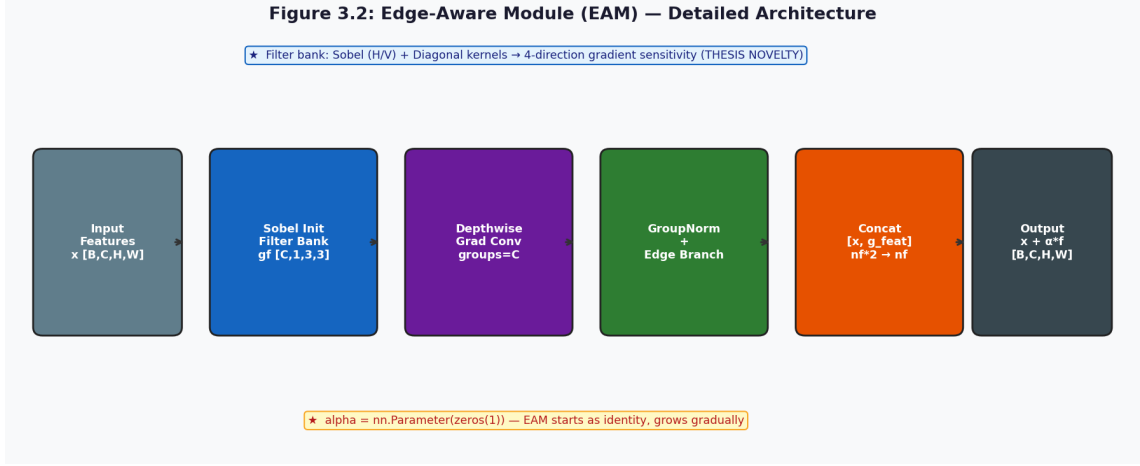 Figure 3.2: Edge-Aware Module (EAM) — Detailed Architecture
★ Filter bank: Sobel (H/V) + Diagonal kernels → 4-direction gradient sensitivity (THESIS NOVELTY)
Input
Features
x [B,C,H,W]
Sobel Init
Filter Bank
gf [C,1,3,3]
Depthwise
Grad Conv
groups=C
GroupNorm
+
Edge Branch
Concat
[x, g_feat]
nf*2 → nf
Output
x + α*f
[B,C,H,W]
★ alpha = nn.Parameter(zeros(1)) — EAM starts as identity, grows gradually